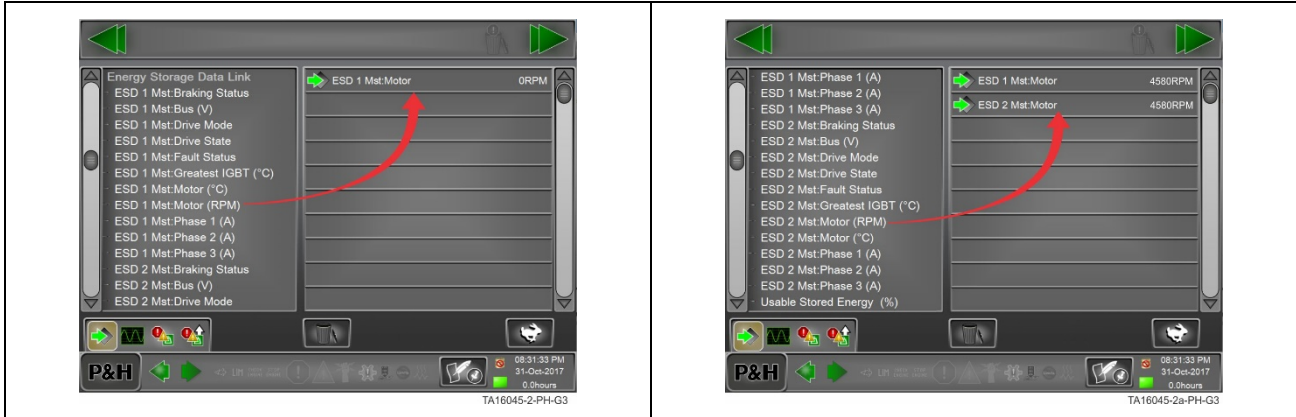 Energy Storage Data Link
ESD 1 Mst:Braking Status
ESD 1 Mst:Bus (V)
ESD 1 Mst:Drive Mode
ESD 1 Mst:Drive State
ESD 1 Mst:Fault Status
ESD 1 Mst:Greatest IGBT (°C)
ESD 1 Mst:Motor (°C)
ESD 1 Mst:Motor (RPM)
ESD 1 Mst:Phase 1 (A)
ESD 1 Mst:Phase 2 (A)
ESD 1 Mst:Phase 3 (A)
ESD 2 Mst:Braking Status
ESD 2 Mst:Bus (V)
ESD 2 Mst:Drive Mode
ESD 1 Mst:Motor 0RPM
P&H
LIM
08:31:33 PM
31-Oct-2017
0.0hours
TA16045-2-PH-G3
ESD 1 Mst:Phase 1 (A)
ESD 1 Mst:Phase 2 (A)
ESD 1 Mst:Phase 3 (A)
ESD 2 Mst:Braking Status
ESD 2 Mst:Bus (V)
ESD 2 Mst:Drive Mode
ESD 2 Mst:Drive State
ESD 2 Mst:Fault Status
ESD 2 Mst:Greatest IGBT (°C)
ESD 2 Mst:Motor (RPM)
ESD 2 Mst:Motor (°C)
ESD 2 Mst:Phase 1 (A)
ESD 2 Mst:Phase 2 (A)
ESD 2 Mst:Phase 3 (A)
Usable Stored Energy (%)
ESD 1 Mst:Motor 4580RPM
ESD 2 Mst:Motor 4580RPM
P&H
LIM
08:31:33 PM
31-Oct-2017
0.0hours
TA16045-2a-PH-G3